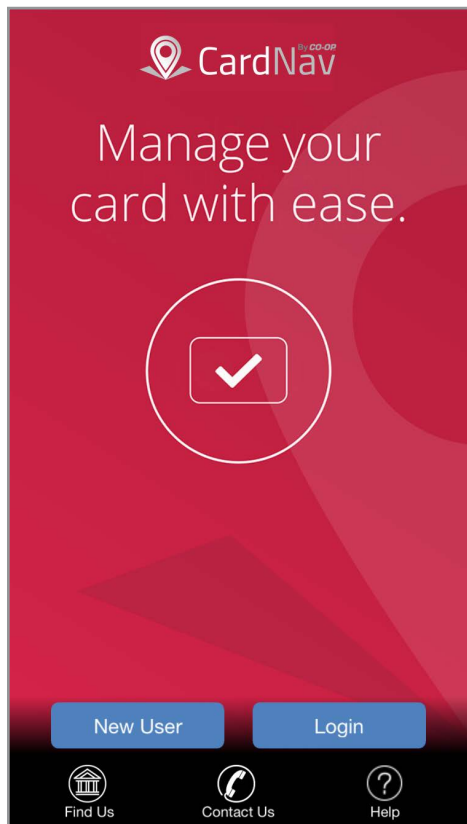 By CO-OP
CardNav
Manage your
card with ease.
New User
Login
Find Us
Contact Us
Help